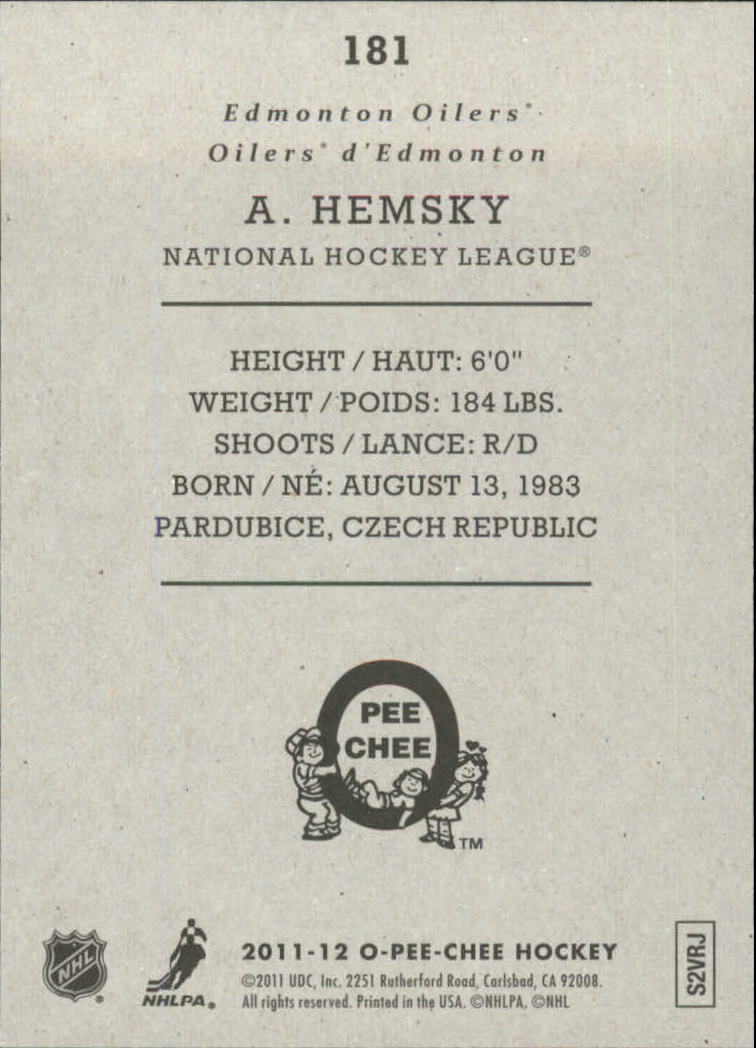 181
Edmonton Oilers®
Oilers® d'Edmonton
A. HEMSKY
NATIONAL HOCKEY LEAGUE®
HEIGHT / HAUT: 6'0"
WEIGHT / POIDS: 184 LBS.
SHOOTS / LANCE: R/D
BORN / NÉ: AUGUST 13, 1983
PARDUBICE, CZECH REPUBLIC
O
PEE
CHEE
TM
NHL®
NHLPA®
2011-12 O-PEE-CHEE HOCKEY
©2011 UDC, Inc. 2251 Rutherford Road, Carlsbad, CA 92008.
All rights reserved. Printed in the USA. ©NHLPA. ©NHL
S2VRJ